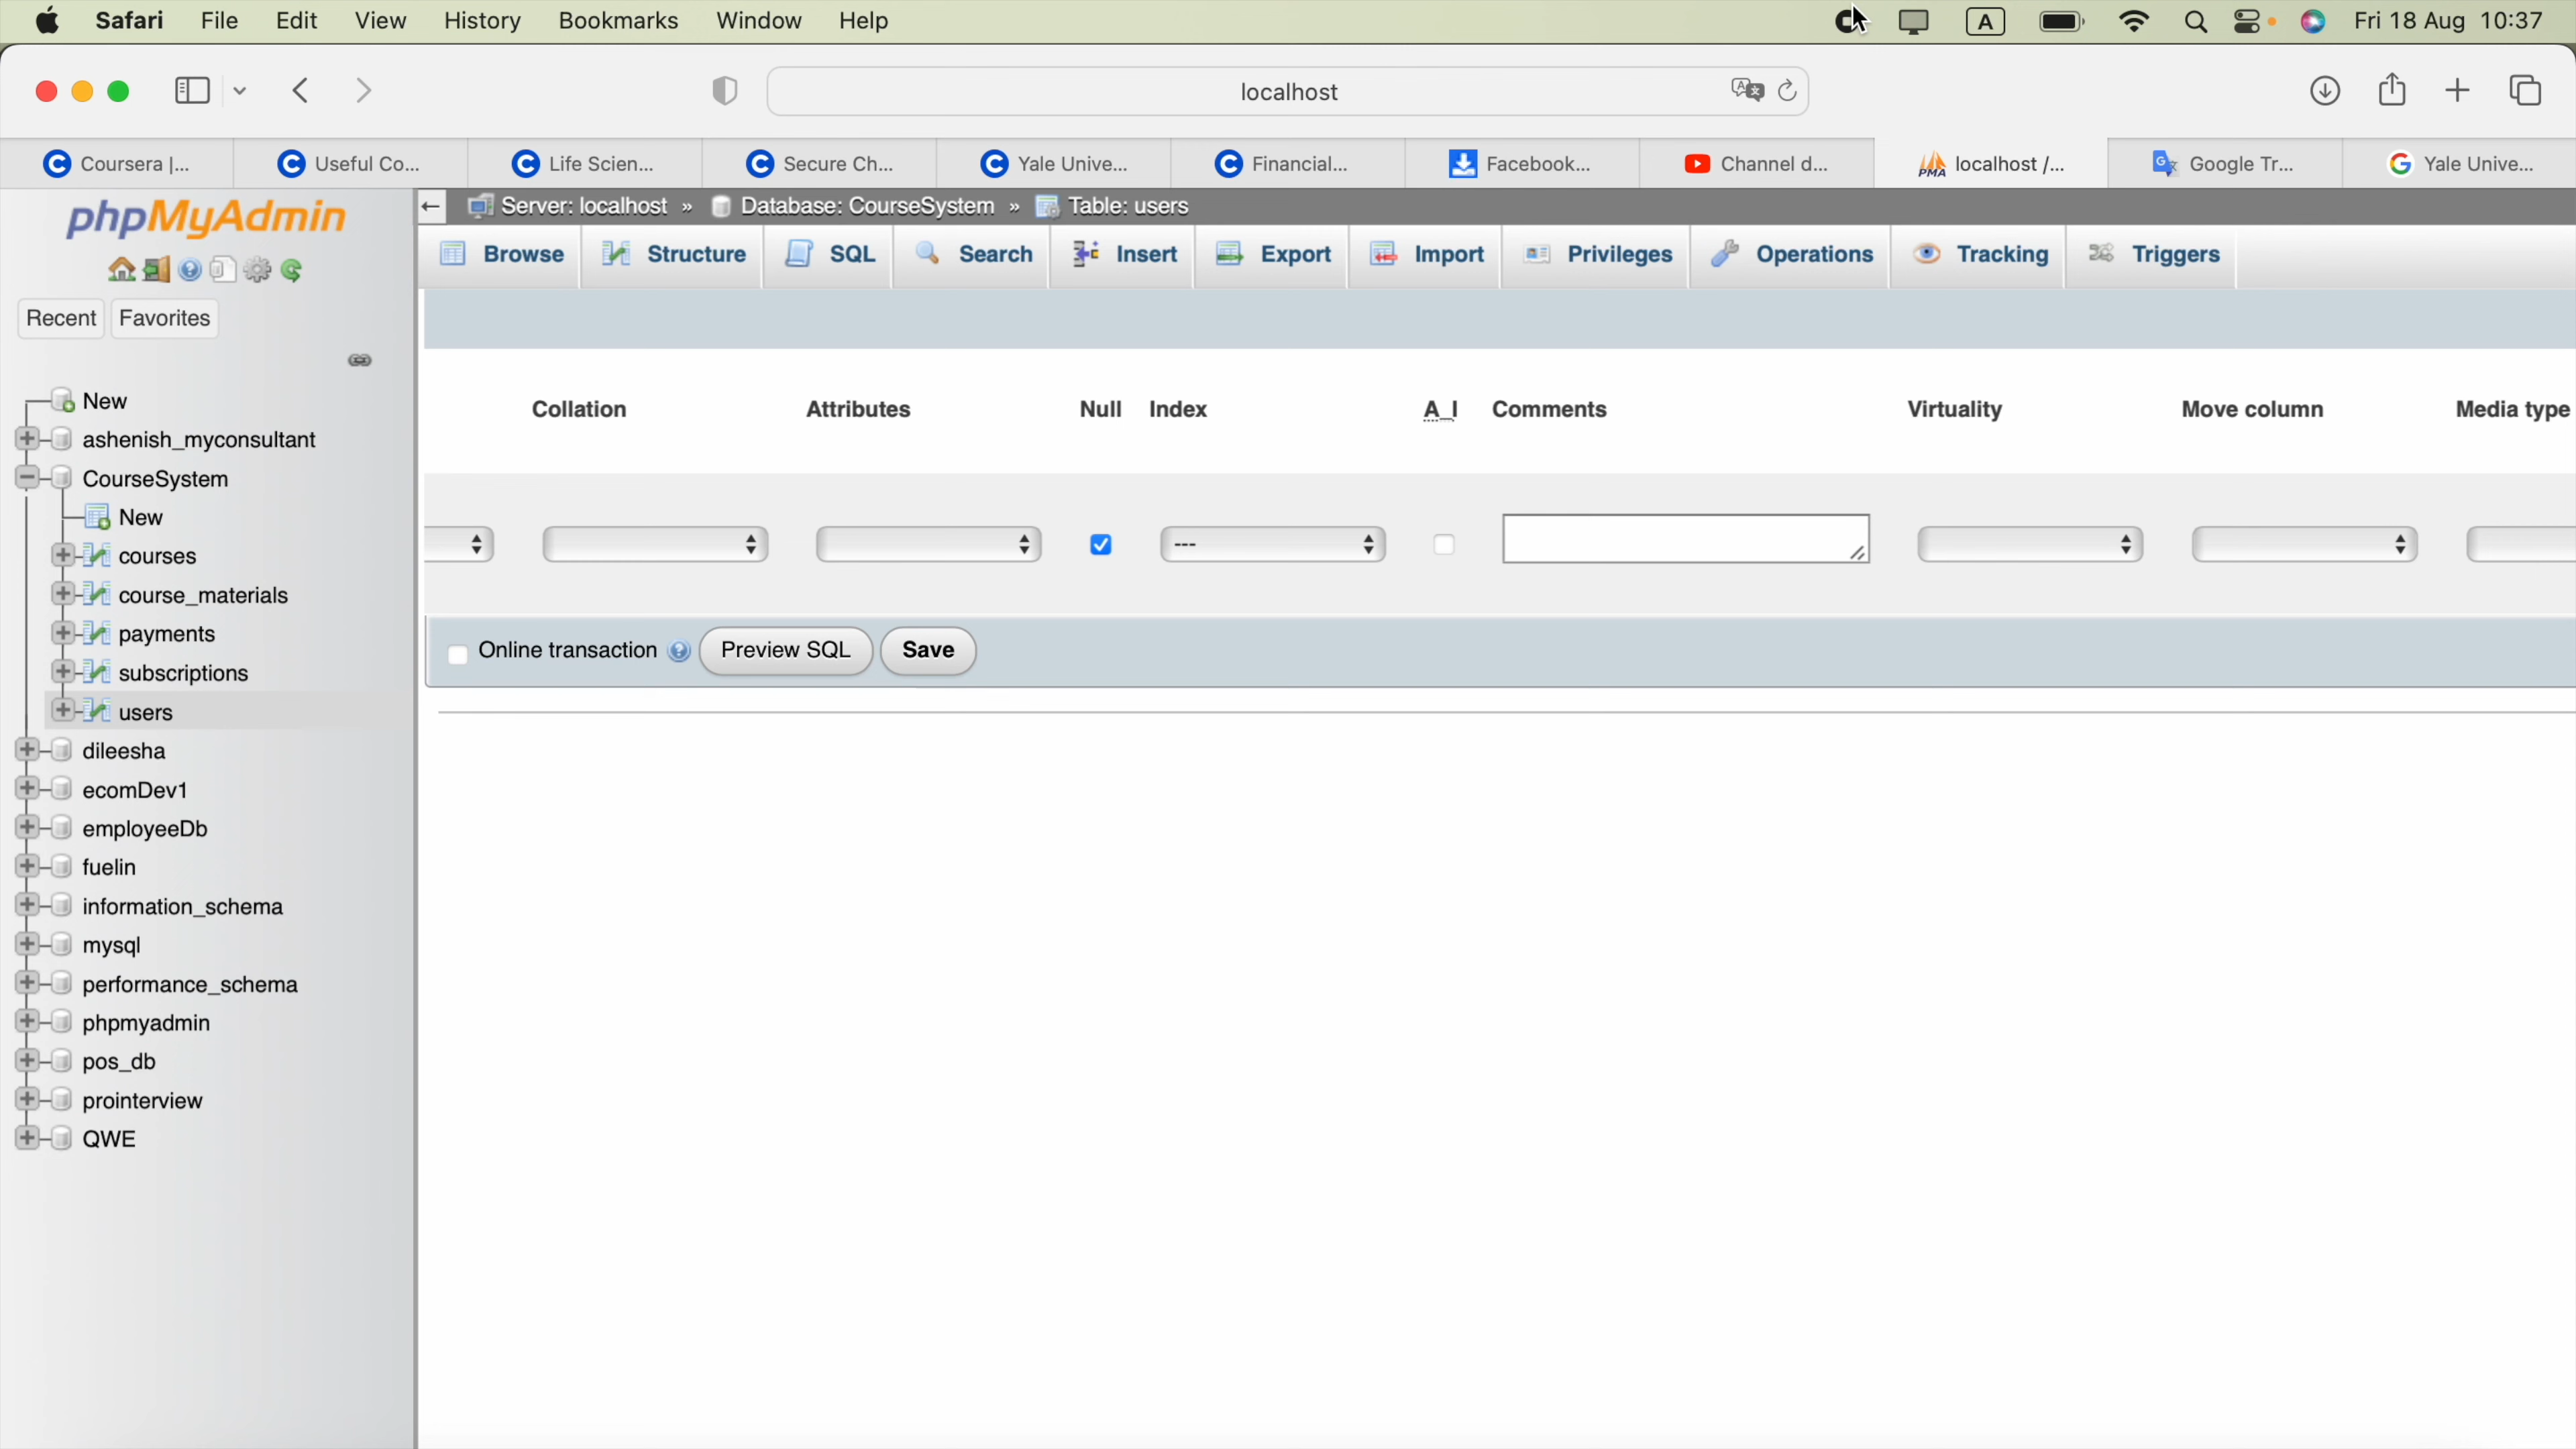 Safari File Edit View History Bookmarks Window Help A Fri 18 Aug 10:37
localhost
Coursera |... Useful Co... Life Scien... Secure Ch... Yale Unive... Financial... Facebook... Channel d... localhost /... Google Tr... Yale Unive...
phpMyAdmin
Server: localhost » Database: CourseSystem » Table: users
Browse Structure SQL Search Insert Export Import Privileges Operations Tracking Triggers
Recent Favorites
Collation Attributes Null Index A_I Comments Virtuality Move column Media type
---
Online transaction Preview SQL Save
New
ashenish_myconsultant
CourseSystem
New
courses
course_materials
payments
subscriptions
users
dileesha
ecomDev1
employeeDb
fuelin
information_schema
mysql
performance_schema
phpmyadmin
pos_db
prointerview
QWE